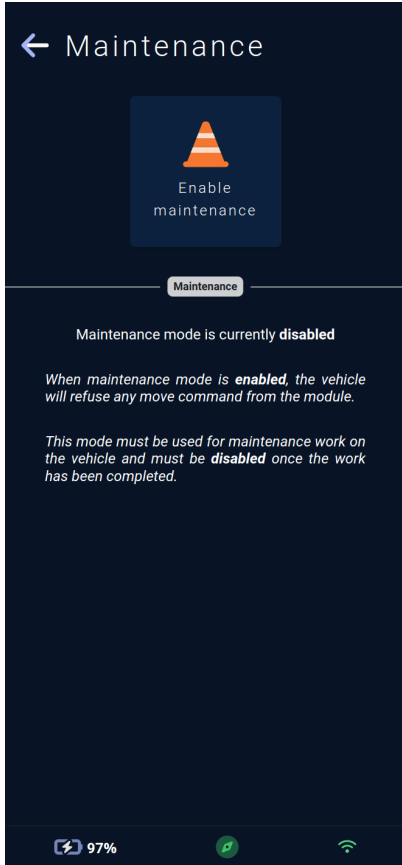 Maintenance
Enable
maintenance
Maintenance
Maintenance mode is currently disabled
When maintenance mode is enabled, the vehicle
will refuse any move command from the module.
This mode must be used for maintenance work on
the vehicle and must be disabled once the work
has been completed.
97%